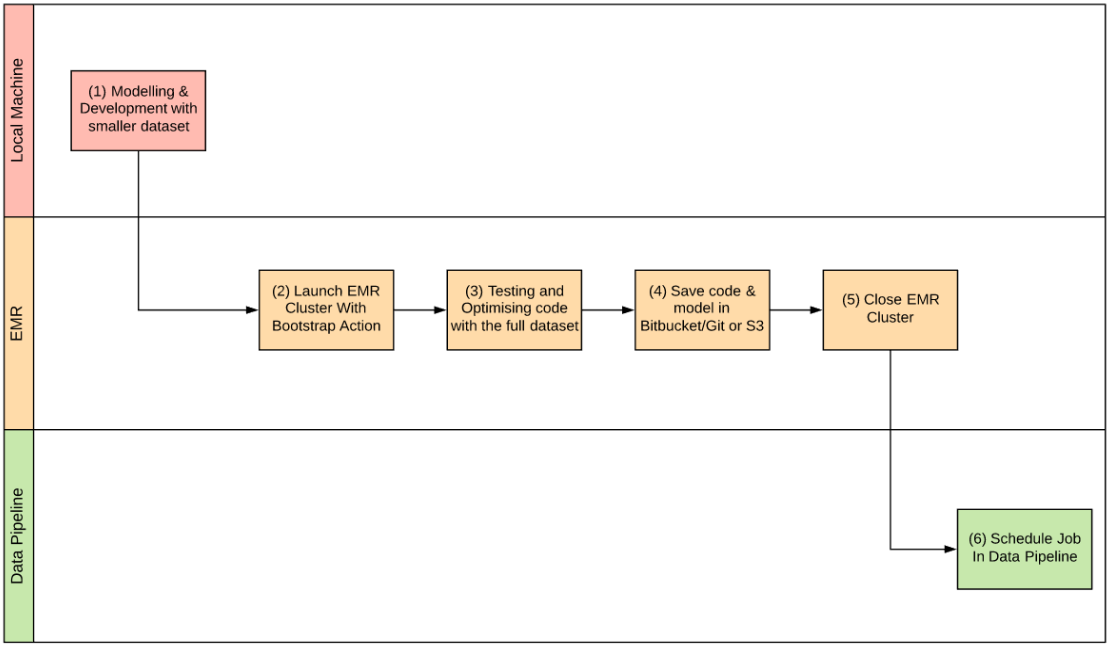 Local Machine
(1) Modelling &
Development with
smaller dataset
EMR
(2) Launch EMR
Cluster With
Bootstrap Action
(3) Testing and
Optimising code
with the full dataset
(4) Save code &
model in
Bitbucket/Git or S3
(5) Close EMR
Cluster
Data Pipeline
(6) Schedule Job
In Data Pipeline